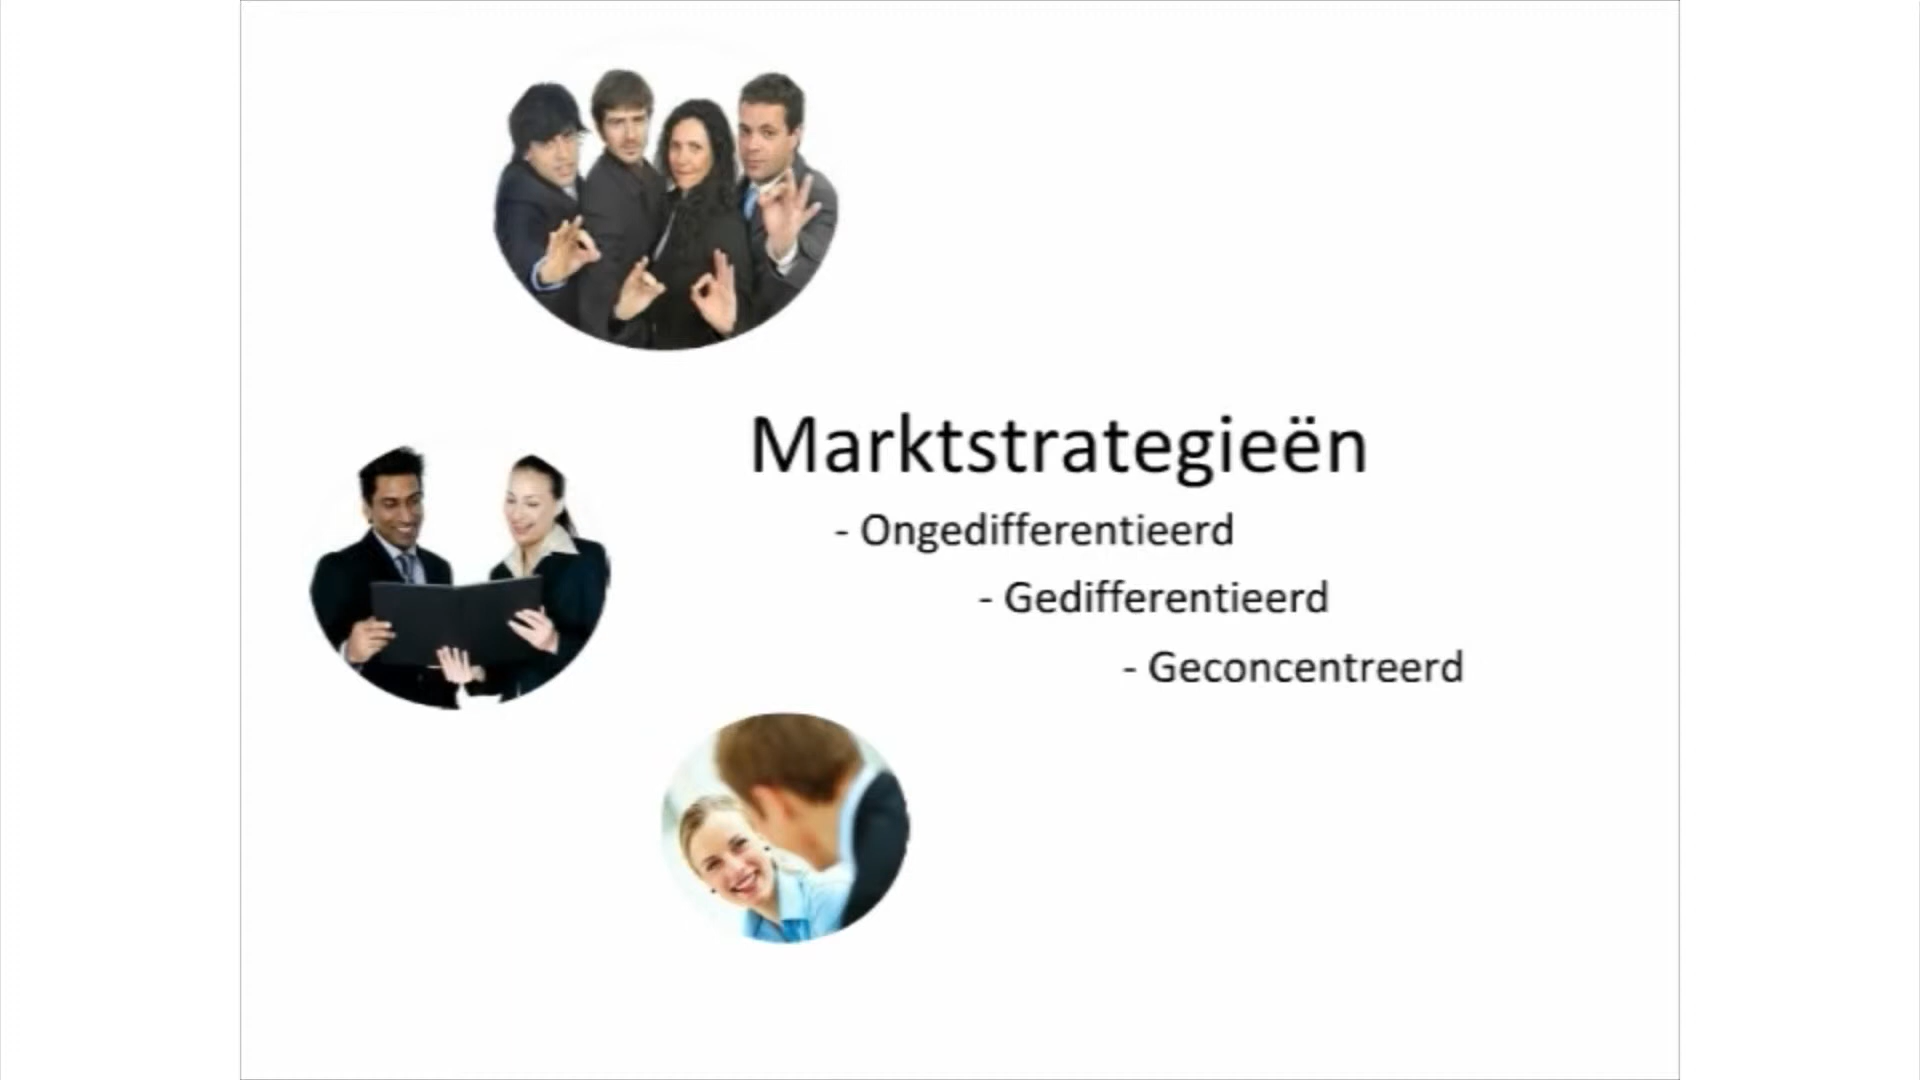 Marktstrategieën
- Ongedifferentieerd
- Gedifferentieerd
- Geconcentreerd